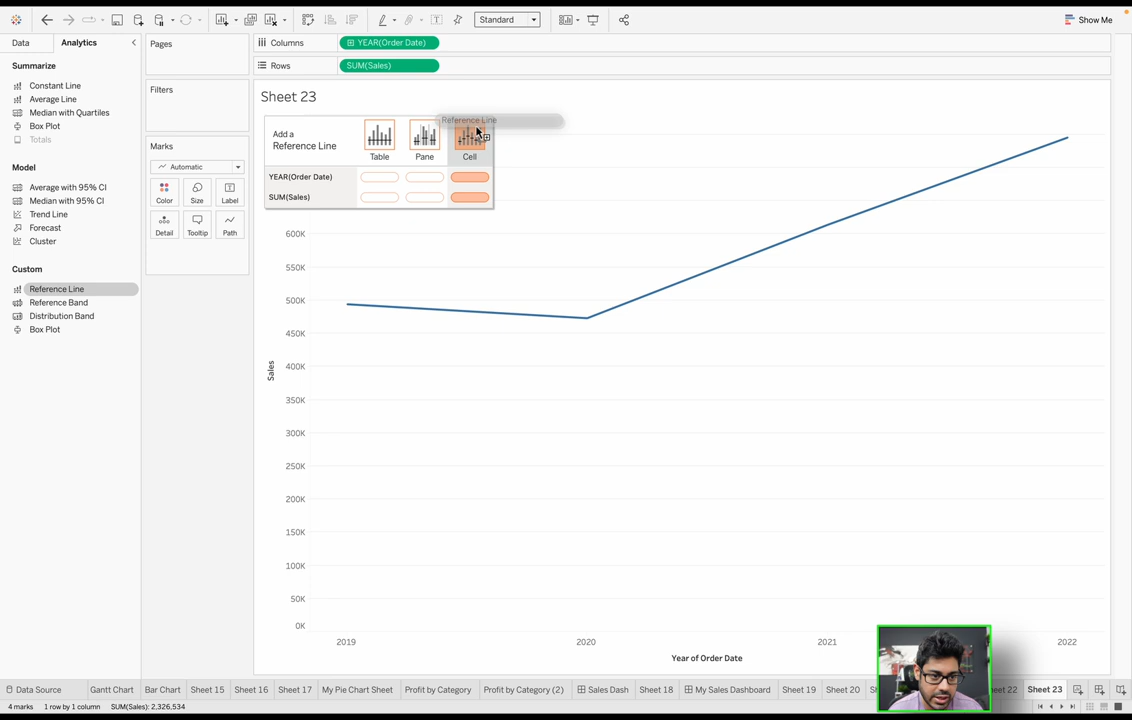 Standard
Show Me
Data
Analytics
Pages
Columns
YEAR(Order Date)
Rows
SUM(Sales)
Summarize
Constant Line
Average Line
Median with Quartiles
Box Plot
Totals
Model
Average with 95% CI
Median with 95% CI
Trend Line
Forecast
Cluster
Custom
Reference Line
Reference Band
Distribution Band
Box Plot
Filters
Marks
Automatic
Color
Size
Label
Detail
Tooltip
Path
Sheet 23
Reference Line
Add a
Reference Line
Table
Pane
Cell
YEAR(Order Date)
SUM(Sales)
600K
550K
500K
450K
400K
350K
300K
250K
200K
150K
100K
50K
0K
Sales
2019
2020
2021
2022
Year of Order Date
Data Source
Gantt Chart
Bar Chart
Sheet 15
Sheet 16
Sheet 17
My Pie Chart Sheet
Profit by Category
Profit by Category (2)
Sales Dash
Sheet 18
My Sales Dashboard
Sheet 19
Sheet 20
22
Sheet 23
4 marks
1 row by 1 column
SUM(Sales): 2,326,534